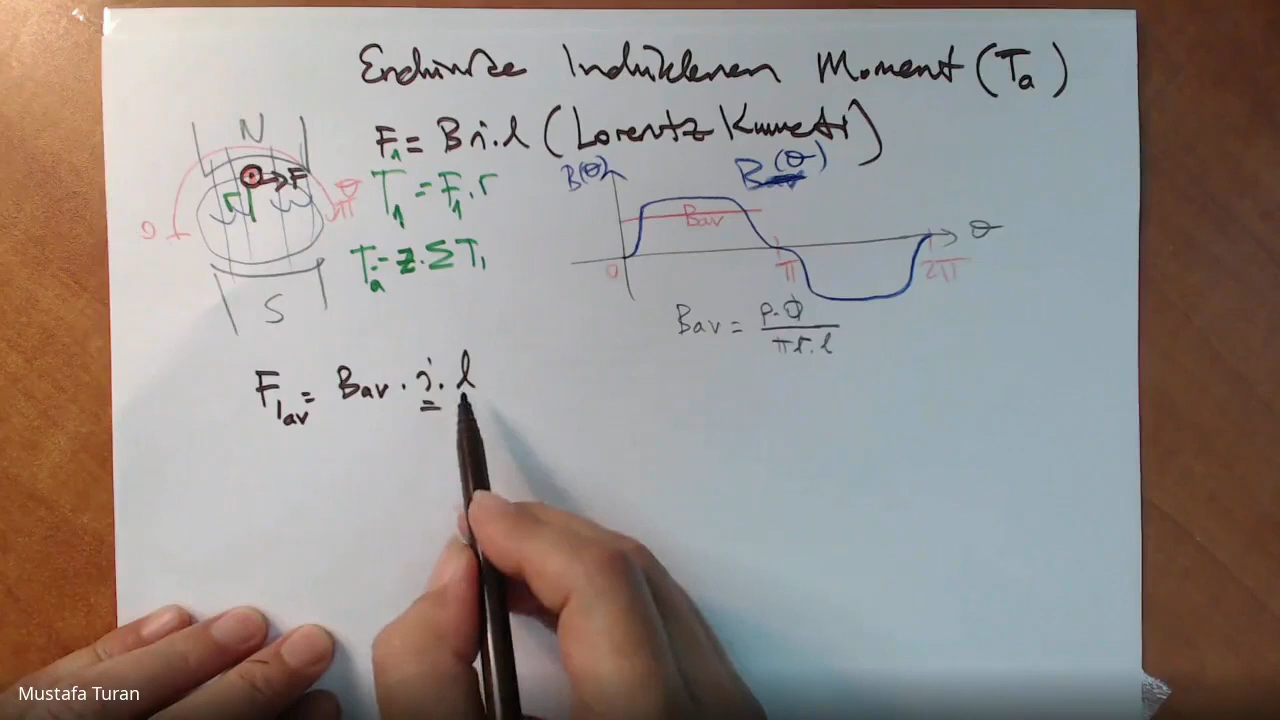 Endüvide İndüklenen Moment (Ta)
F1 = B.i.l (Lorentz Kuvveti)
N
F
r
0
θ
π
S
T1 = F1.r
Ta = z.ΣT1
B(θ)
B(θ)
Bav
θ
0
π
2π
Bav = p.Φ / πr.l
F1av = Bav . i . l
Mustafa Turan